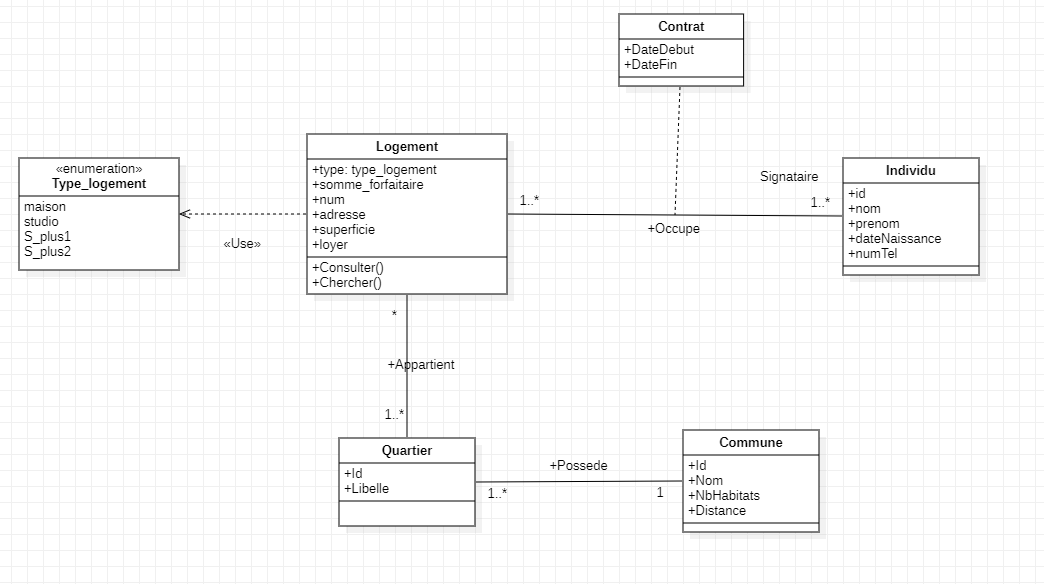 Contrat
+DateDebut
+DateFin
«enumeration»
Type_logement
maison
studio
S_plus1
S_plus2
«Use»
Logement
+type: type_logement
+somme_forfaitaire
+num
+adresse
+superficie
+loyer
+Consulter()
+Chercher()
1..*
+Occupe
Signataire
1..*
Individu
+id
+nom
+prenom
+dateNaissance
+numTel
*
+Appartient
1..*
Quartier
+Id
+Libelle
+Possede
1..*
1
Commune
+Id
+Nom
+NbHabitats
+Distance